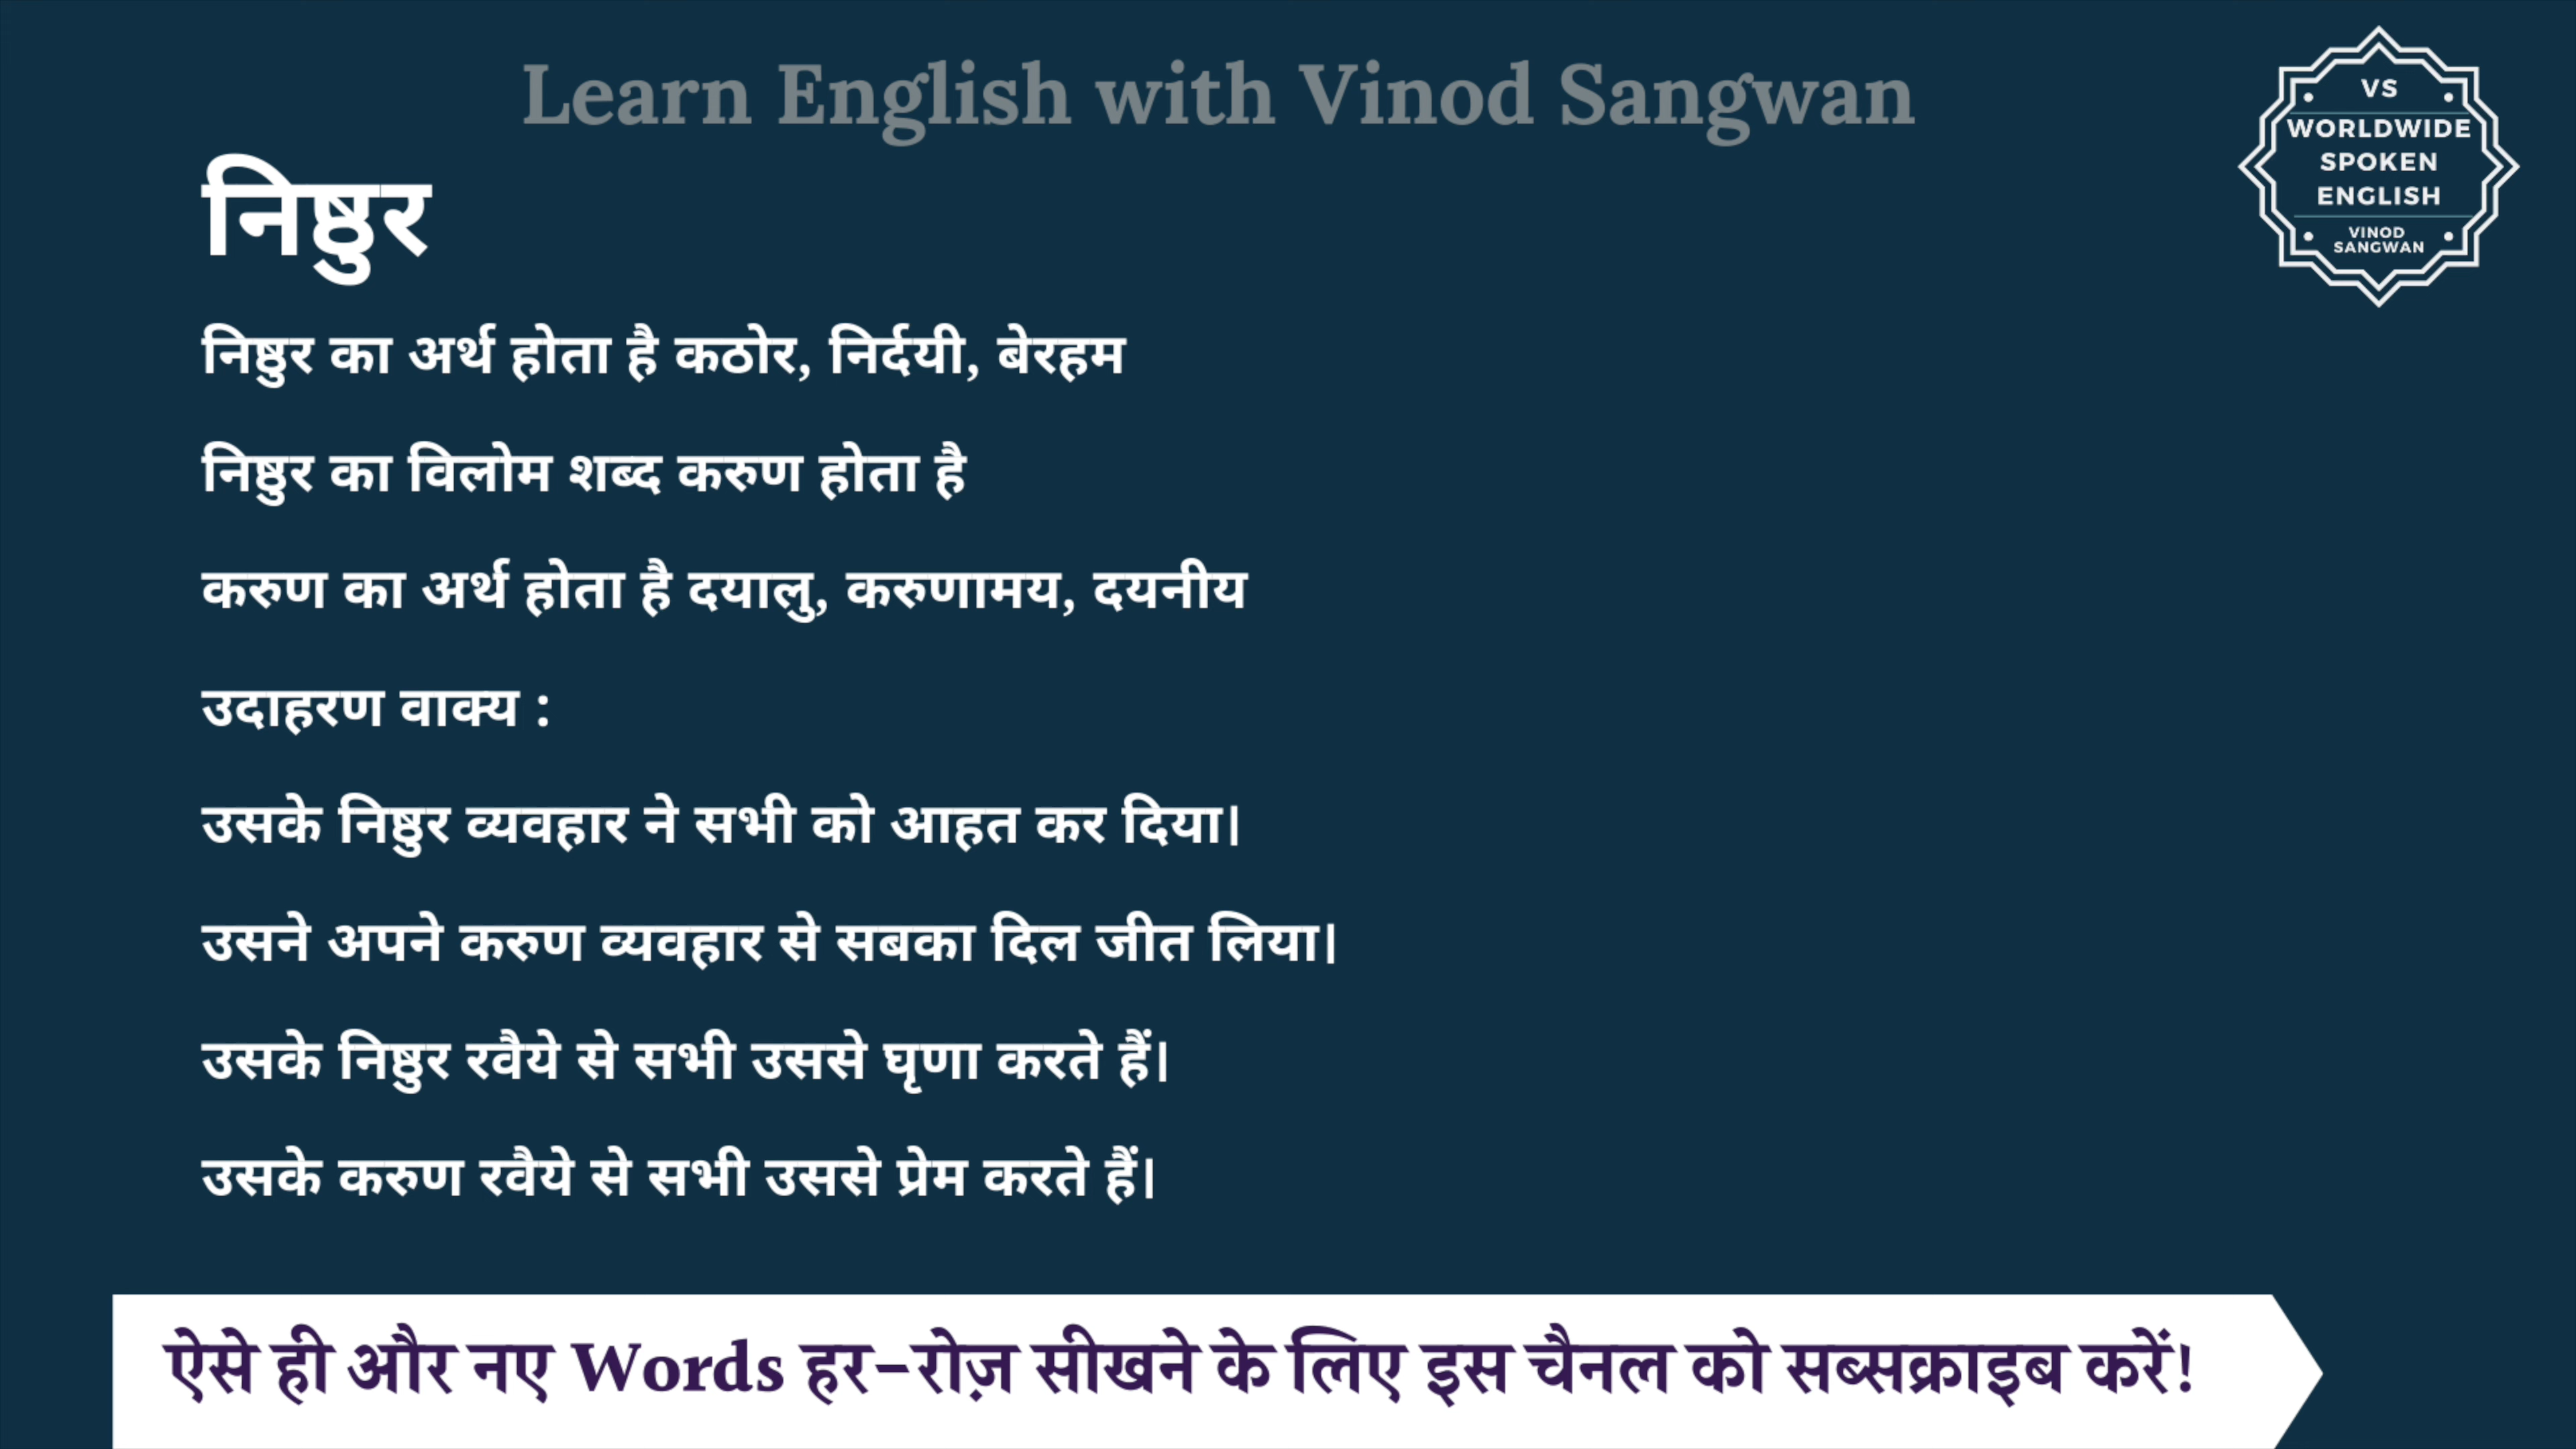 Learn English with Vinod Sangwan
VS
WORLDWIDE
SPOKEN
ENGLISH
VINOD
SANGWAN
निष्ठुर
निष्ठुर का अर्थ होता है कठोर, निर्दयी, बेरहम
निष्ठुर का विलोम शब्द करुण होता है
करुण का अर्थ होता है दयालु, करुणामय, दयनीय
उदाहरण वाक्य :
उसके निष्ठुर व्यवहार ने सभी को आहत कर दिया।
उसने अपने करुण व्यवहार से सबका दिल जीत लिया।
उसके निष्ठुर रवैये से सभी उससे घृणा करते हैं।
उसके करुण रवैये से सभी उससे प्रेम करते हैं।
ऐसे ही और नए Words हर-रोज़ सीखने के लिए इस चैनल को सब्सक्राइब करें!